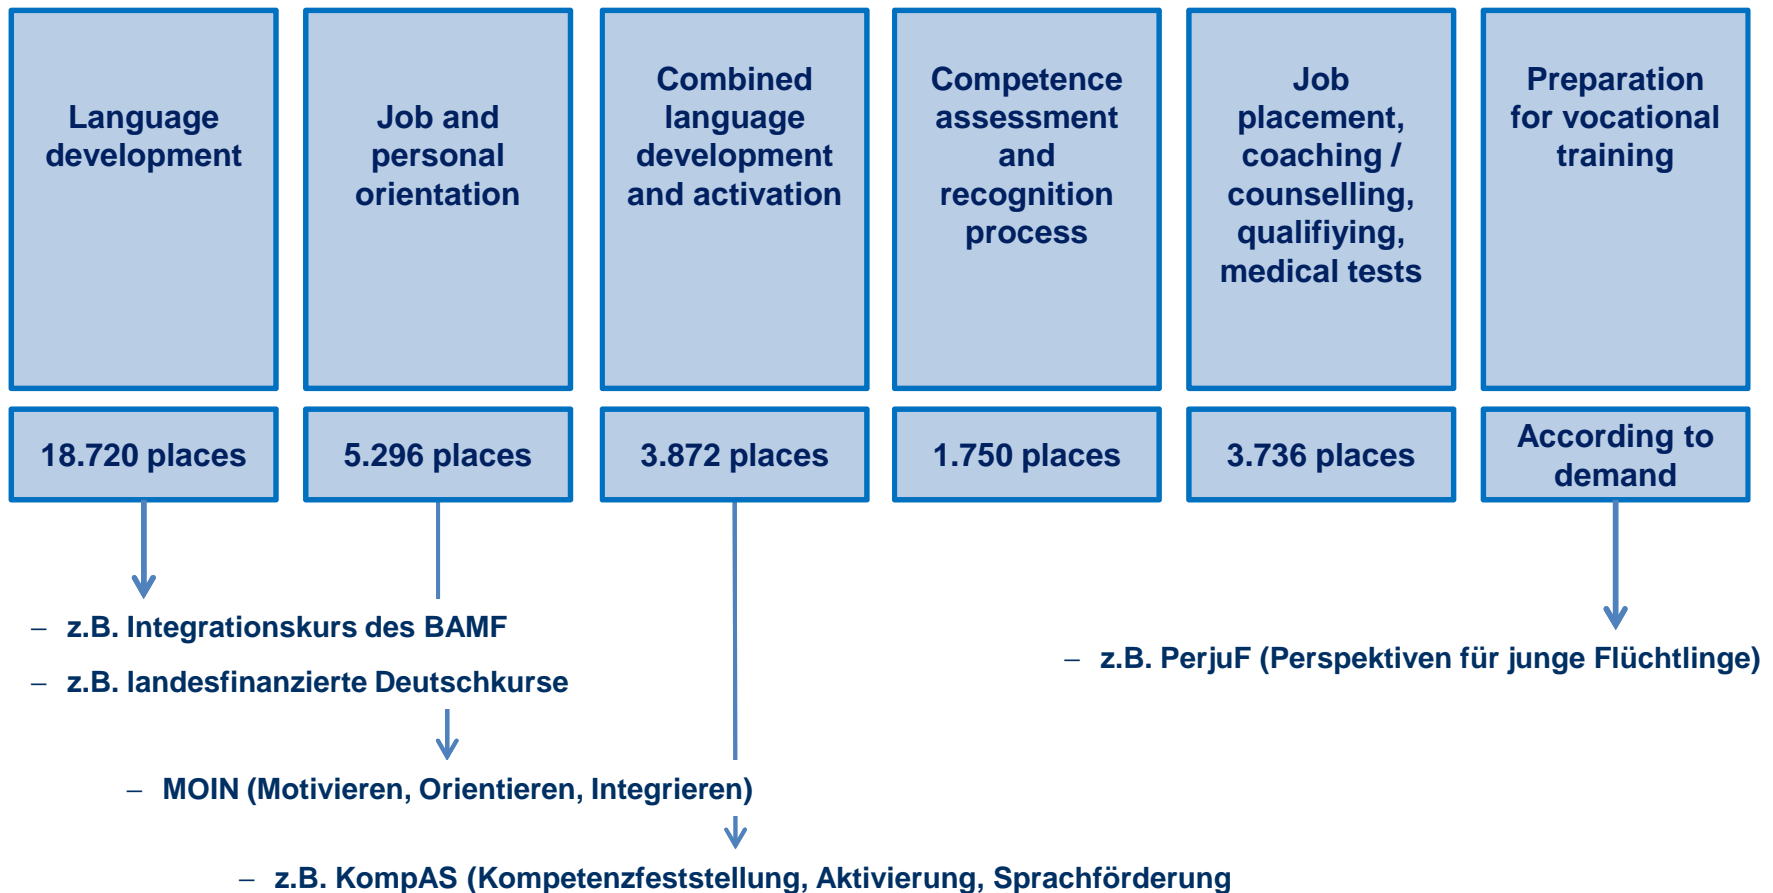 Language
development
Job and
personal
orientation
Combined
language
development
and activation
Competence
assessment
and
recognition
process
Job
placement,
coaching /
counselling,
qualifiying,
medical tests
Preparation
for vocational
training
18.720 places
5.296 places
3.872 places
1.750 places
3.736 places
According to
demand
– z.B. Integrationskurs des BAMF
– z.B. landesfinanzierte Deutschkurse
– z.B. PerjuF (Perspektiven für junge Flüchtlinge)
– MOIN (Motivieren, Orientieren, Integrieren)
– z.B. KompAS (Kompetenzfeststellung, Aktivierung, Sprachförderung